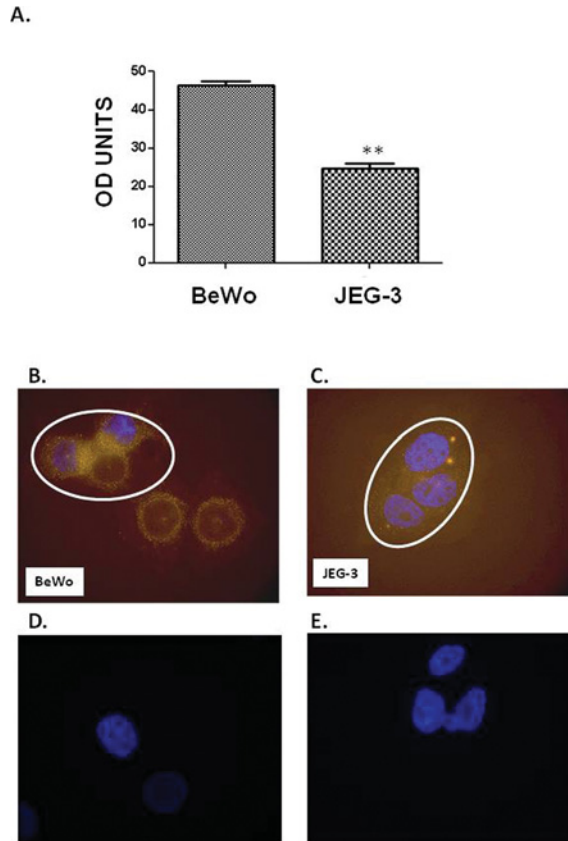 A.
50
40
30
20
10
0
OD UNITS
**
BeWo JEG-3
B. C.
BeWo JEG-3
D. E.